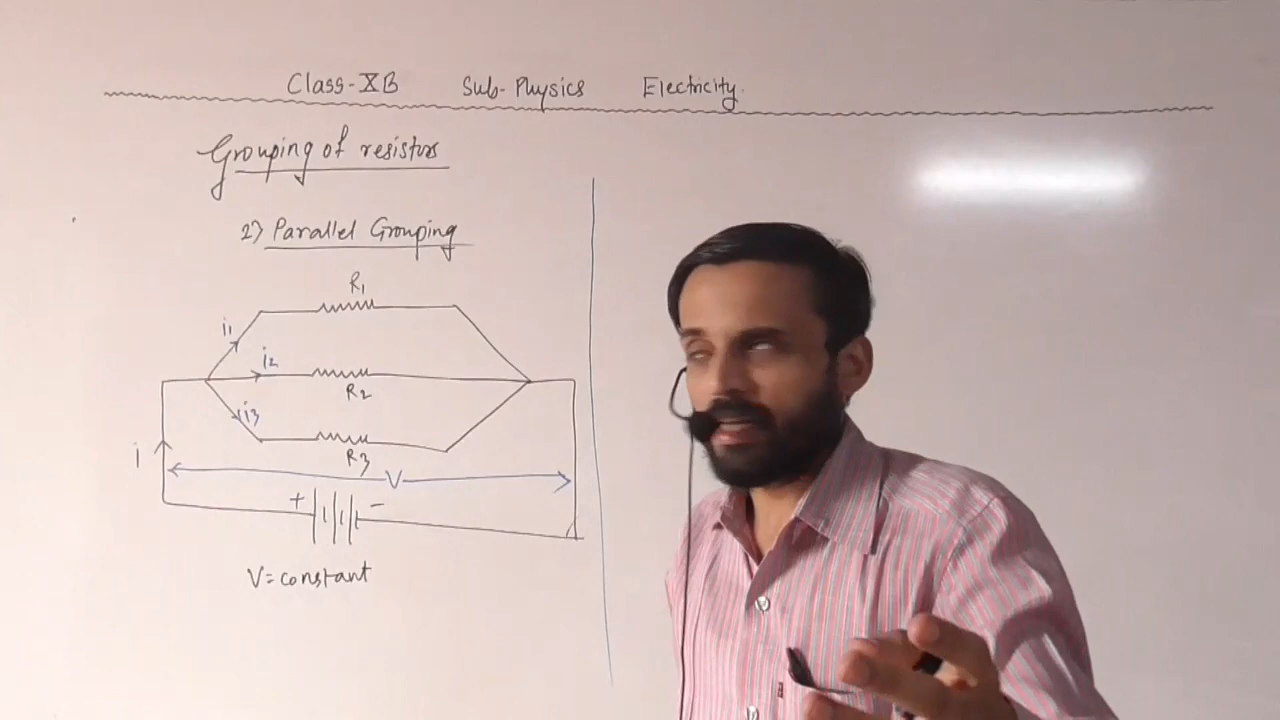 Class-XB Sub-Physics Electricity.
Grouping of resistors
2) Parallel Grouping
R1
i1
i2
R2
i3
R3
i
V
+ -
V=constant